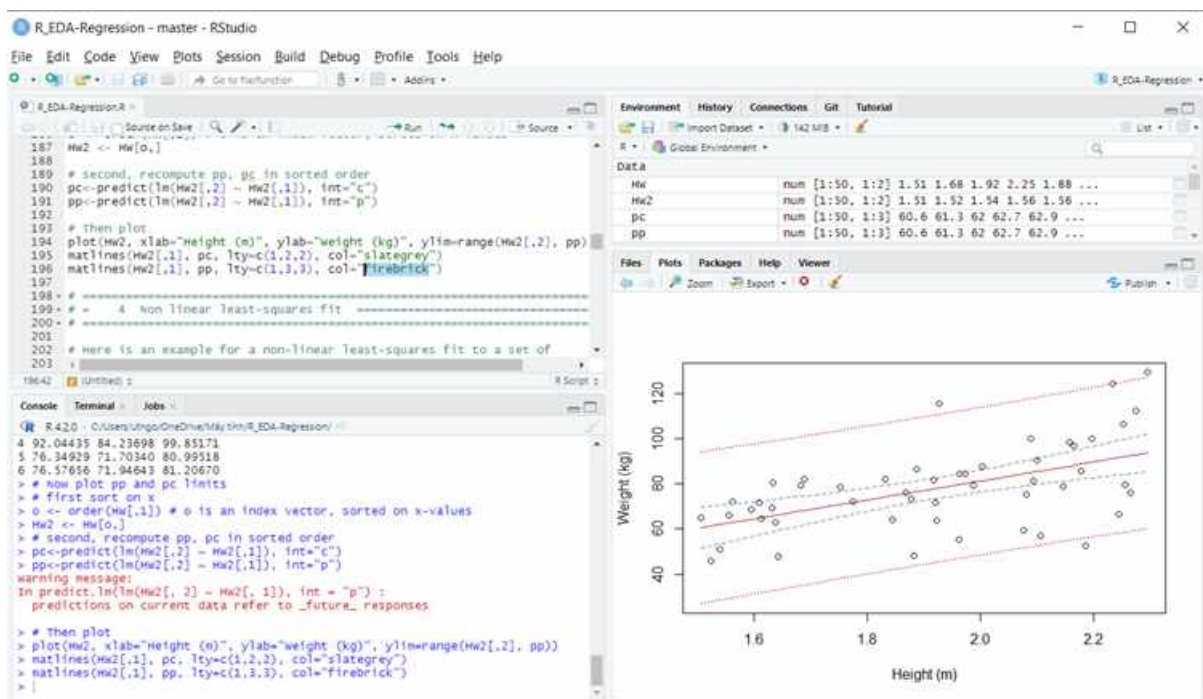 R_EDA-Regression - master - RStudio
File Edit Code View Plots Session Build Debug Profile Tools Help
Go to file/function Addins
R_EDA-Regression
R_EDA-Regression.R
Source on Save Run Source
187 HW2 <- HW[o,]
188
189 # second, recompute pp, pc in sorted order
190 pc<-predict(lm(HW2[,2] ~ HW2[,1]), int="c")
191 pp<-predict(lm(HW2[,2] ~ HW2[,1]), int="p")
192
193 # Then plot
194 plot(HW2, xlab="Height (m)", ylab="Weight (kg)", ylim=range(HW2[,2], pp)
195 matlines(HW2[,1], pc, lty=c(1,2,2), col="slategrey")
196 matlines(HW2[,1], pp, lty=c(1,3,3), col="firebrick")
197
198 # ====
199 # = 4 Non linear least-squares fit ====
200 # ====
201
202 # Here is an example for a non-linear least-squares fit to a set of
203
196:42 (Untitled) R Script
Console Terminal Jobs
R 4.2.0 · C:/Users/utngo/OneDrive/Máy tính/R_EDA-Regression/
4 92.04435 84.23698 99.85171
5 76.34929 71.70340 80.99518
6 76.57656 71.94643 81.20670
> # Now plot pp and pc limits
> # first sort on x
> o <- order(HW[,1]) # o is an index vector, sorted on x-values
> HW2 <- HW[o,]
> # second, recompute pp, pc in sorted order
> pc<-predict(lm(HW2[,2] ~ HW2[,1]), int="c")
> pp<-predict(lm(HW2[,2] ~ HW2[,1]), int="p")
Warning message:
In predict.lm(lm(HW2[, 2] ~ HW2[, 1]), int = "p") :
predictions on current data refer to _future_ responses
> # Then plot
> plot(HW2, xlab="Height (m)", ylab="Weight (kg)", ylim=range(HW2[,2], pp))
> matlines(HW2[,1], pc, lty=c(1,2,2), col="slategrey")
> matlines(HW2[,1], pp, lty=c(1,3,3), col="firebrick")
>
Environment History Connections Git Tutorial
Import Dataset 142 MiB List
R Global Environment
Data
HW num [1:50, 1:2] 1.51 1.68 1.92 2.25 1.88 ...
HW2 num [1:50, 1:2] 1.51 1.52 1.54 1.56 1.56 ...
pc num [1:50, 1:3] 60.6 61.3 62 62.7 62.9 ...
pp num [1:50, 1:3] 60.6 61.3 62 62.7 62.9 ...
Files Plots Packages Help Viewer
Zoom Export Publish
Weight (kg)
120
100
80
60
40
1.6 1.8 2.0 2.2
Height (m)